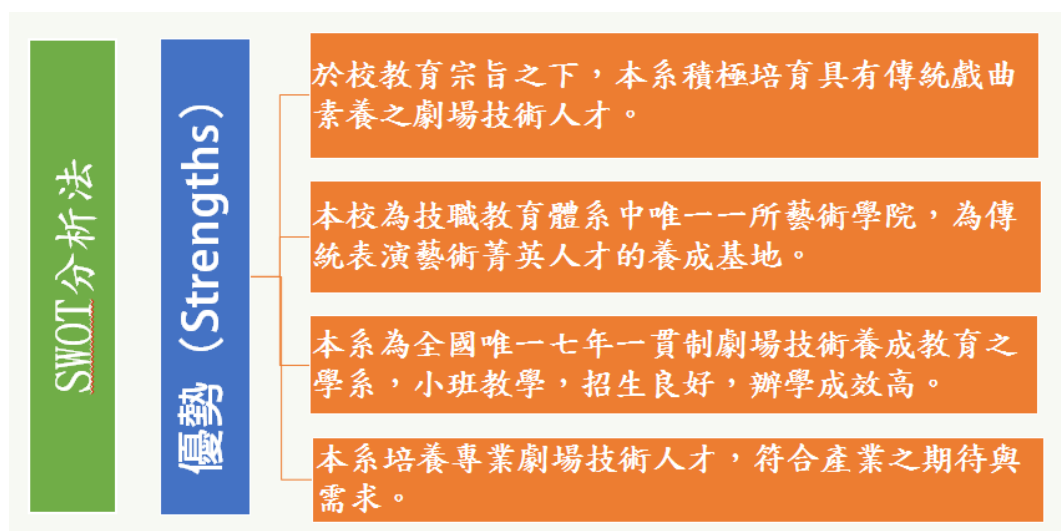 SWOT分析法
優勢（Strengths）
於校教育宗旨之下，本系積極培育具有傳統戲曲
素養之劇場技術人才。
本校為技職教育體系中唯一一所藝術學院，為傳
統表演藝術菁英人才的養成基地。
本系為全國唯一七年一貫制劇場技術養成教育之
學系，小班教學，招生良好，辦學成效高。
本系培養專業劇場技術人才，符合產業之期待與
需求。